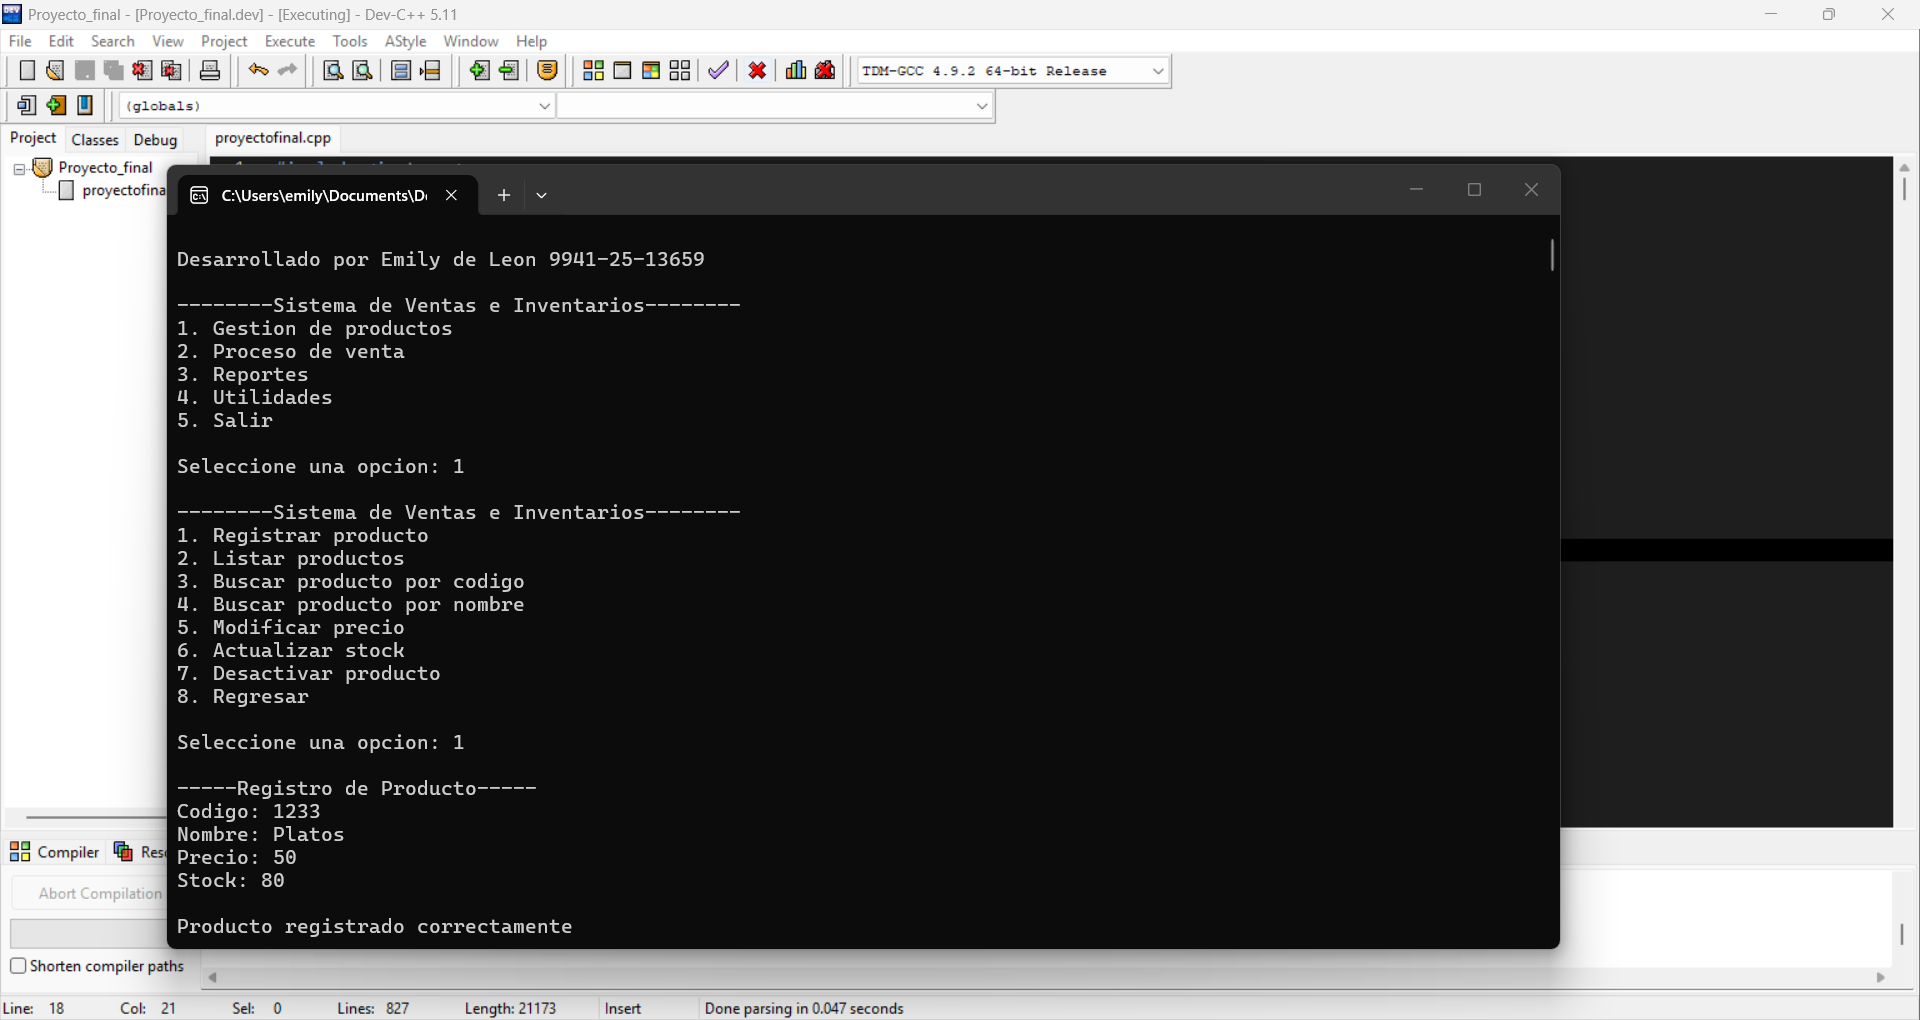 Proyecto_final - [Proyecto_final.dev] - [Executing] - Dev-C++ 5.11
File Edit Search View Project Execute Tools AStyle Window Help
TDM-GCC 4.9.2 64-bit Release
(globals)
Project Classes Debug proyectofinal.cpp
Proyecto_final
proyectofina
C:\Users\emily\Documents\D
Desarrollado por Emily de Leon 9941-25-13659
--------Sistema de Ventas e Inventarios--------
1. Gestion de productos
2. Proceso de venta
3. Reportes
4. Utilidades
5. Salir
Seleccione una opcion: 1
--------Sistema de Ventas e Inventarios--------
1. Registrar producto
2. Listar productos
3. Buscar producto por codigo
4. Buscar producto por nombre
5. Modificar precio
6. Actualizar stock
7. Desactivar producto
8. Regresar
Seleccione una opcion: 1
-----Registro de Producto-----
Codigo: 1233
Nombre: Platos
Precio: 50
Stock: 80
Producto registrado correctamente
Compiler Res
Abort Compilation
Shorten compiler paths
Line: 18 Col: 21 Sel: 0 Lines: 827 Length: 21173 Insert Done parsing in 0.047 seconds